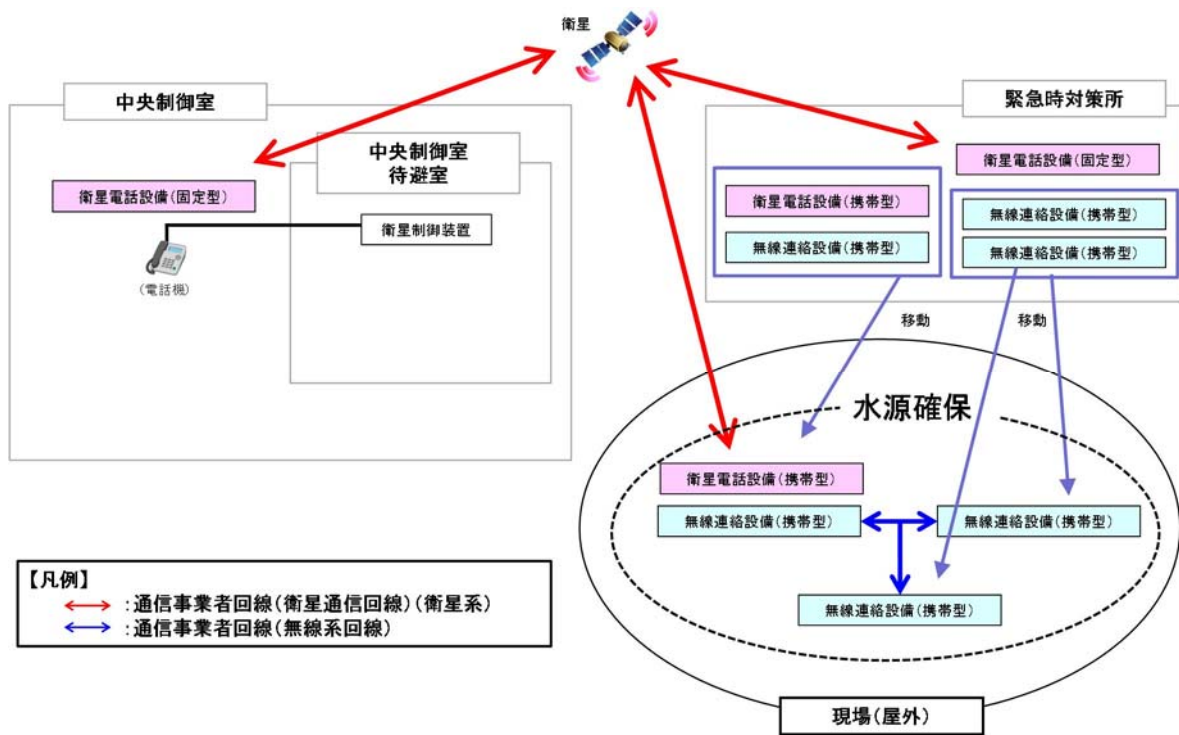 衛星
中央制御室
中央制御室
待避室
衛星電話設備(固定型)
衛星制御装置
(電話機)
緊急時対策所
衛星電話設備(固定型)
衛星電話設備(携帯型)
無線連絡設備(携帯型)
無線連絡設備(携帯型)
無線連絡設備(携帯型)
移動
移動
水源確保
衛星電話設備(携帯型)
無線連絡設備(携帯型)
無線連絡設備(携帯型)
無線連絡設備(携帯型)
現場(屋外)
【凡例】
:通信事業者回線(衛星通信回線)(衛星系)
:通信事業者回線(無線系回線)